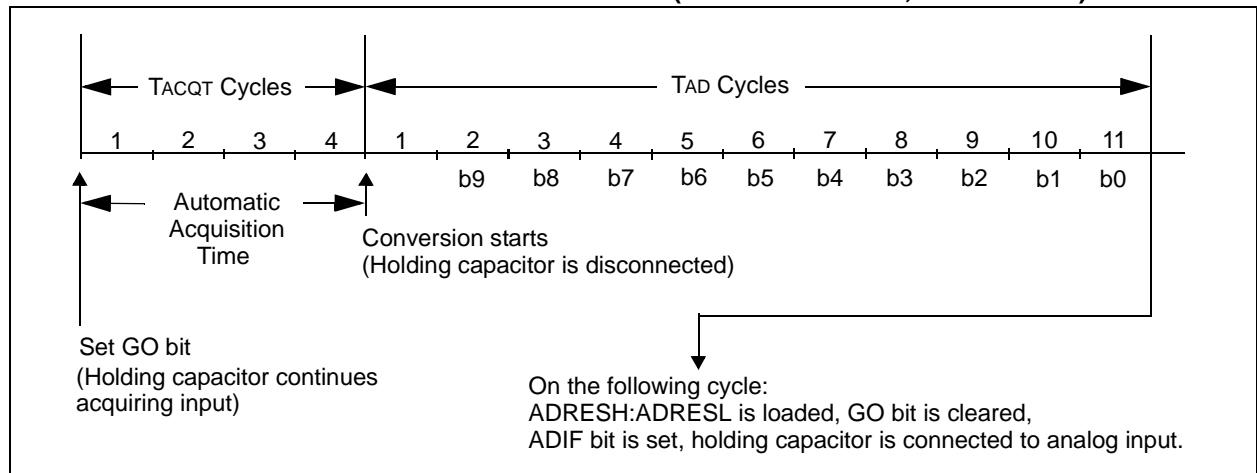 TACQT Cycles
TAD Cycles
1 2 3 4 1 2 3 4 5 6 7 8 9 10 11
b9 b8 b7 b6 b5 b4 b3 b2 b1 b0
Automatic
Acquisition
Time
Conversion starts
(Holding capacitor is disconnected)
Set GO bit
(Holding capacitor continues
acquiring input)
On the following cycle:
ADRESH:ADRESL is loaded, GO bit is cleared,
ADIF bit is set, holding capacitor is connected to analog input.